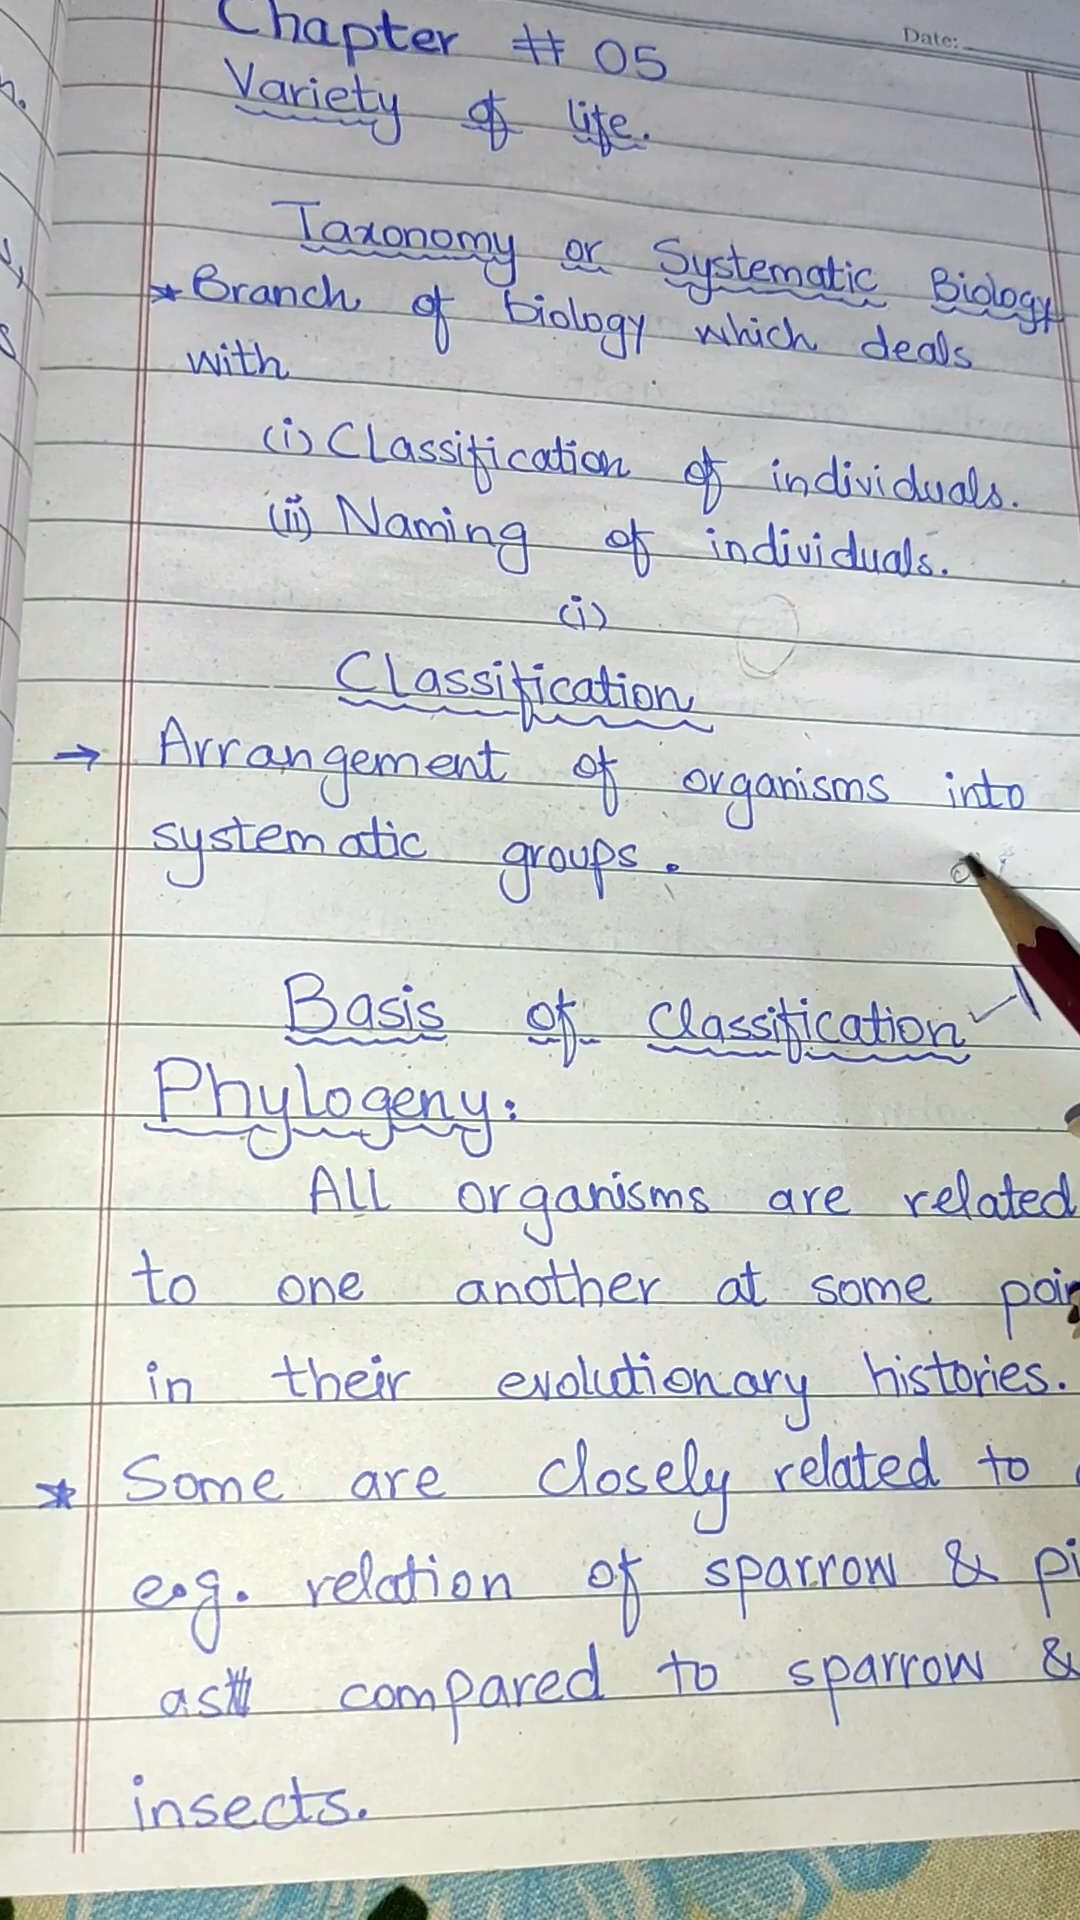 Date:
Chapter # 05
Variety of life.
Taxonomy or Systematic Biology
* Branch of biology which deals
with
(i) Classification of individuals.
(ii) Naming of individuals.
(i)
Classification
→ Arrangement of organisms into
systematic groups.
Basis of classification
Phylogeny:
All organisms are related
to one another at some
in their evolutionary histories.
* Some are closely related to
e.g. relation of sparrow &
as compared to sparrow &
insects.